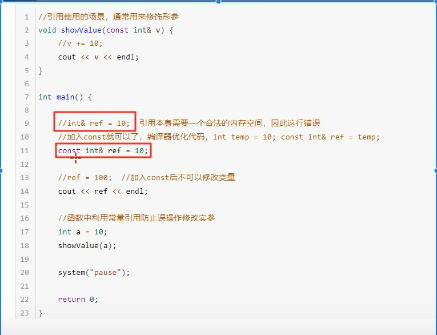 1 //引用使用的场景，通常用来修饰形参
2 void showValue(const int& v) {
3 //v += 10;
4 cout << v << endl;
5 }
6
7 int main() {
8
9 //int& ref = 10; 引用本身需要一个合法的内存空间，因此这行错误
10 //加入const就可以了，编译器优化代码，int temp = 10; const int& ref = temp;
11 const int& ref = 10;
12
13 //ref = 100; //加入const后不可以修改变量
14 cout << ref << endl;
15
16 //函数中利用常量引用防止误操作修改实参
17 int a = 10;
18 showValue(a);
19
20 system("pause");
21
22 return 0;
23 }